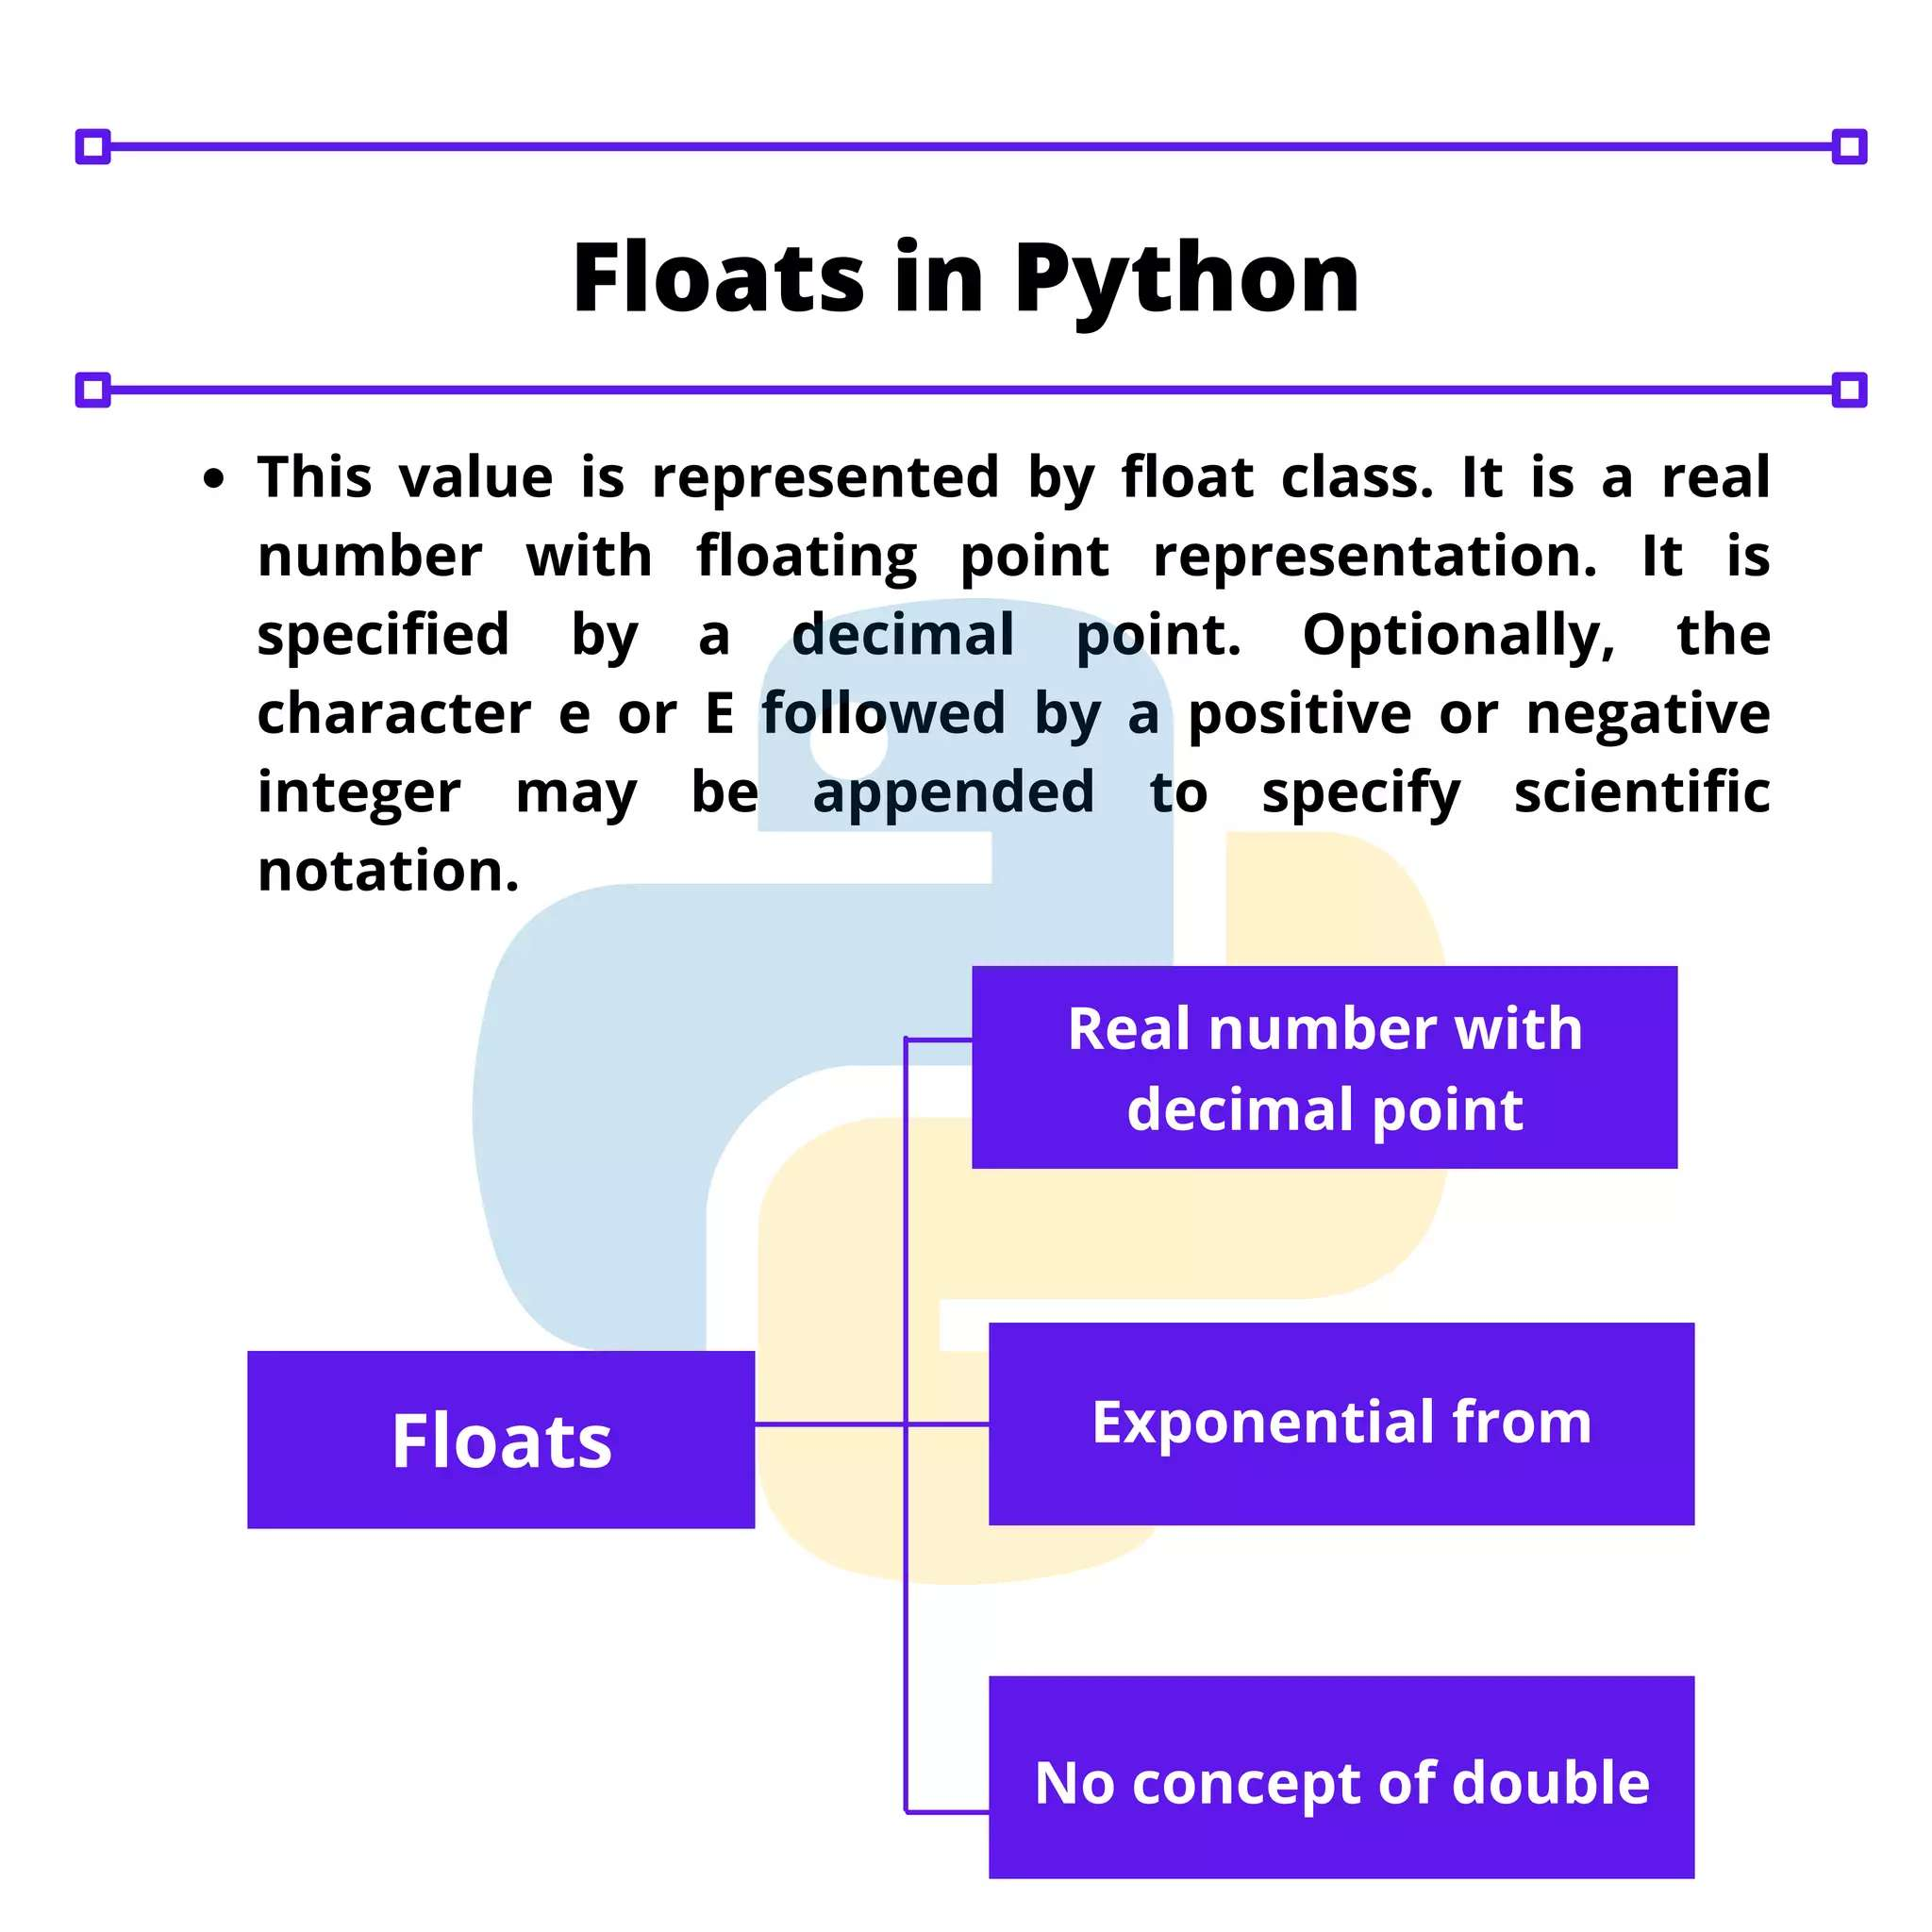 Floats in Python
• This value is represented by float class. It is a real
number with floating point representation. It is
specified by a decimal point. Optionally, the
character e or E followed by a positive or negative
integer may be appended to specify scientific
notation.
Real number with
decimal point
Floats
Exponential from
No concept of double